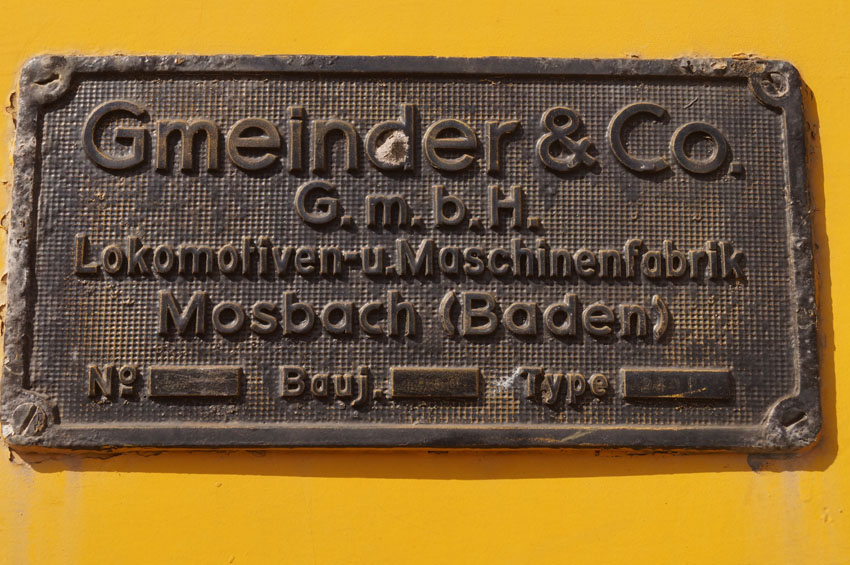 Gmeinder & Co.
G.m.b.H.
Lokomotiven-u.Maschinenfabrik
Mosbach (Baden)
Nº Bauj. Type